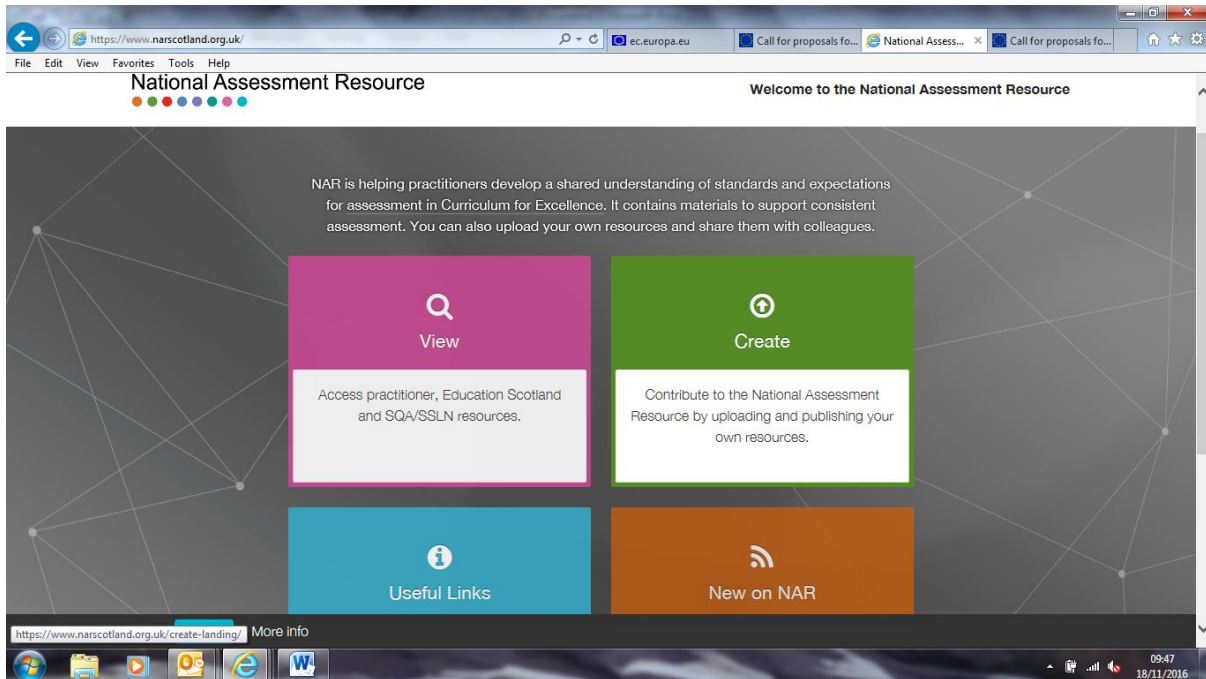 https://www.narscotland.org.uk/
ec.europa.eu
Call for proposals fo...
National Assess...
Call for proposals fo...
File Edit View Favorites Tools Help
National Assessment Resource
Welcome to the National Assessment Resource
NAR is helping practitioners develop a shared understanding of standards and expectations
for assessment in Curriculum for Excellence. It contains materials to support consistent
assessment. You can also upload your own resources and share them with colleagues.
View
Access practitioner, Education Scotland
and SQA/SSLN resources.
Create
Contribute to the National Assessment
Resource by uploading and publishing your
own resources.
Useful Links
New on NAR
https://www.narscotland.org.uk/create-landing/
More info
09:47
18/11/2016